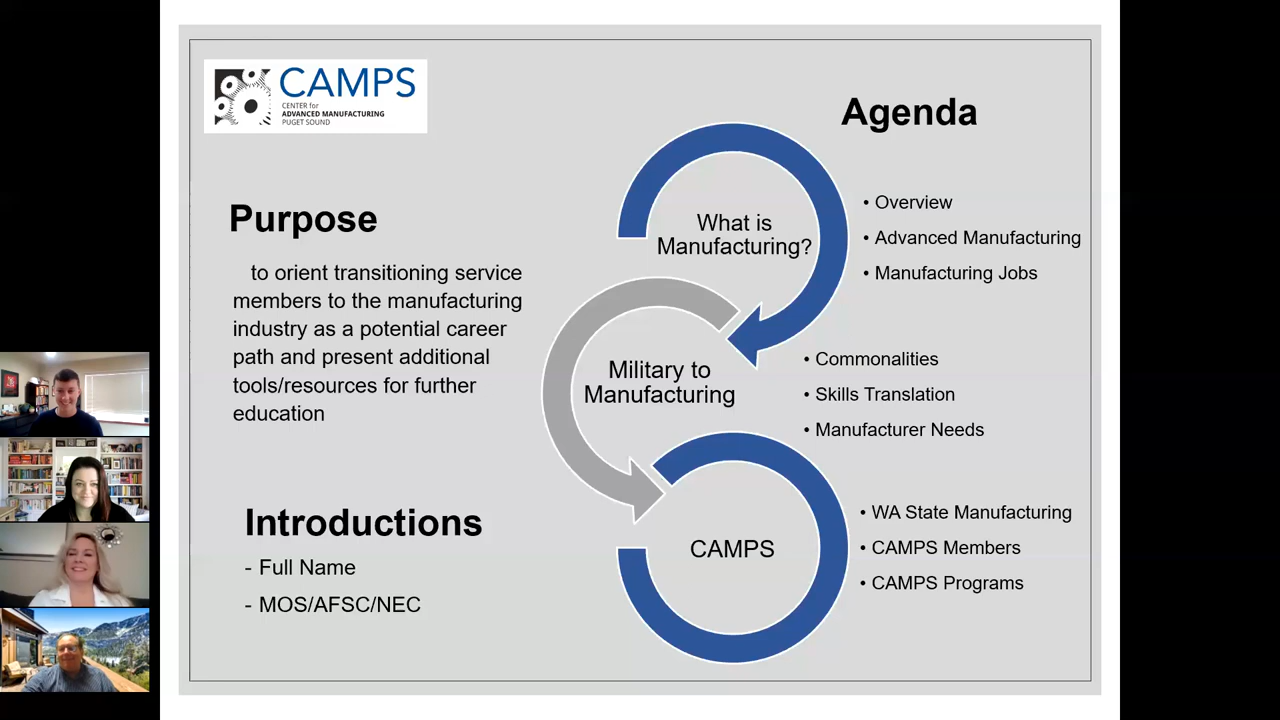 CAMPS
CENTER for
ADVANCED MANUFACTURING
PUGET SOUND
Purpose
to orient transitioning service
members to the manufacturing
industry as a potential career
path and present additional
tools/resources for further
education
Introductions
- Full Name
- MOS/AFSC/NEC
Agenda
What is
Manufacturing?
• Overview
• Advanced Manufacturing
• Manufacturing Jobs
Military to
Manufacturing
• Commonalities
• Skills Translation
• Manufacturer Needs
CAMPS
• WA State Manufacturing
• CAMPS Members
• CAMPS Programs